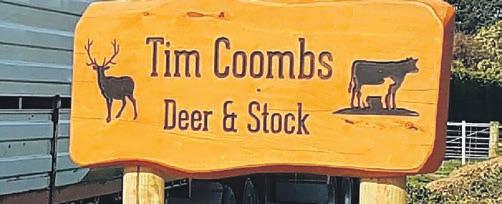 Tim Coombs
Deer & Stock